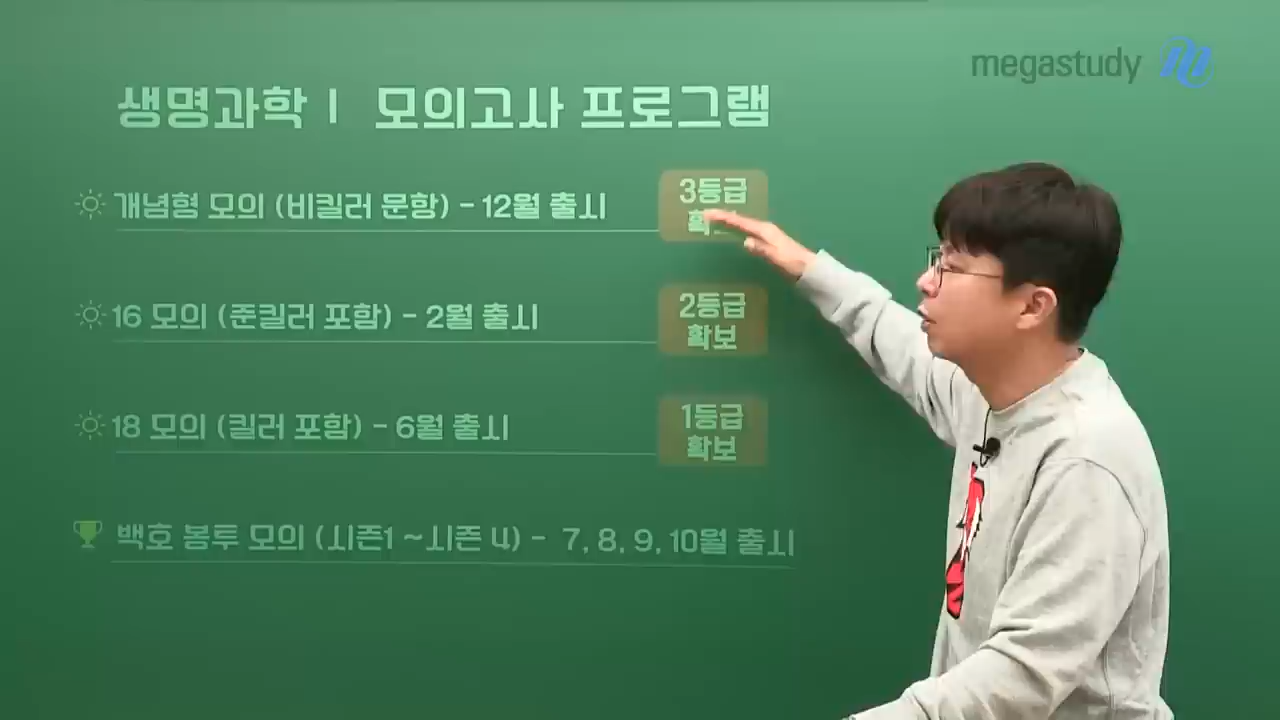 megastudy
생명과학Ⅰ 모의고사 프로그램
개념형 모의 (비킬러 문항) - 12월 출시
3등급
16 모의 (준킬러 포함) - 2월 출시
2등급
확보
18 모의 (킬러 포함) - 6월 출시
1등급
확보
백호 봉투 모의 (시즌1 ~시즌 4) - 7, 8, 9, 10월 출시